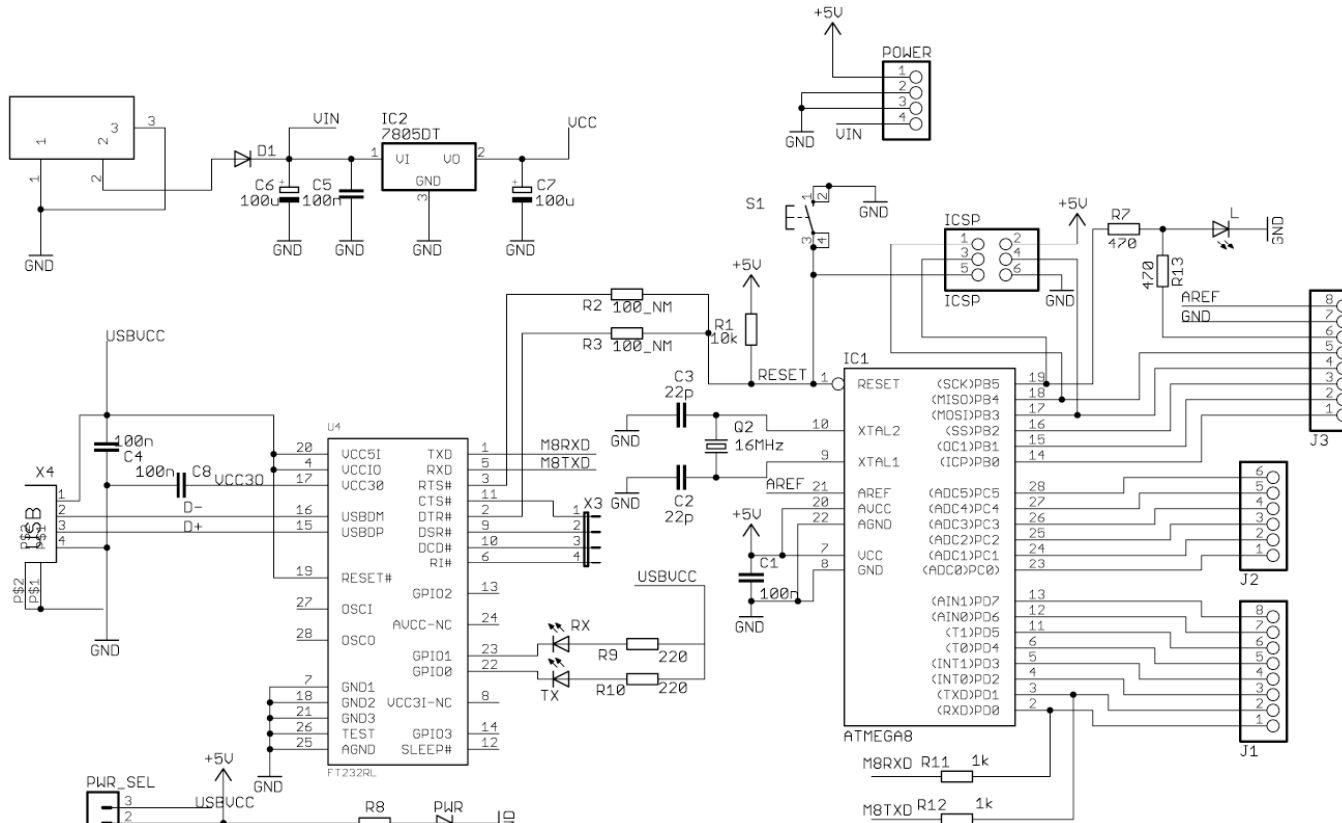 +5V
POWER
1
2
3
4
GND
VIN
1
2
3
3
1
2
GND
D1
VIN
C6
100u
GND
C5
100n
GND
IC2
7805DT
1
VI
VO
2
GND
3
GND
VCC
C7
100u
GND
S1
1
2
3
4
GND
ICSP
1
2
3
4
5
6
ICSP
+5V
GND
R7
470
470
R13
L
GND
AREF
GND
8
7
6
5
4
3
2
1
J3
R2
100_NM
R3
100_NM
+5V
R1
10k
RESET
C3
22p
GND
Q2
16MHz
GND
C2
22p
AREF
+5V
C1
100n
GND
IC1
1
RESET
10
XTAL2
9
XTAL1
21
AREF
20
AVCC
22
AGND
7
VCC
8
GND
(SCK)PB5
19
(MISO)PB4
18
(MOSI)PB3
17
(SS)PB2
16
(OC1)PB1
15
(ICP)PB0
14
(ADC5)PC5
28
(ADC4)PC4
27
(ADC3)PC3
26
(ADC2)PC2
25
(ADC1)PC1
24
(ADC0)PC0)
23
(AIN1)PD7
13
(AIN0)PD6
12
(T1)PD5
11
(T0)PD4
6
(INT1)PD3
5
(INT0)PD2
4
(TXD)PD1
3
(RXD)PD0
2
ATMEGA8
6
5
4
3
2
1
J2
8
7
6
5
4
3
2
1
J1
M8RXD
R11
1k
M8TXD
R12
1k
USBVCC
100n
C4
100n
C8
VCC3O
X4
1
2
3
4
USB
P$2
P$1
D-
D+
GND
U4
20
VCC5I
4
VCCIO
17
VCC3O
16
USBDM
15
USBDP
19
RESET#
27
OSCI
28
OSCO
7
GND1
18
GND2
21
GND3
26
TEST
25
AGND
GND
TXD
1
M8RXD
RXD
5
M8TXD
RTS#
3
CTS#
11
DTR#
2
DSR#
9
DCD#
10
RI#
6
GPIO2
13
AVCC-NC
24
GPIO1
23
GPIO0
22
VCC3I-NC
8
GPIO3
14
SLEEP#
12
FT232RL
X3
1
2
3
4
USBVCC
RX
R9
220
TX
R10
220
PWR_SEL
3
2
USBVCC
+5V
R8
PWR